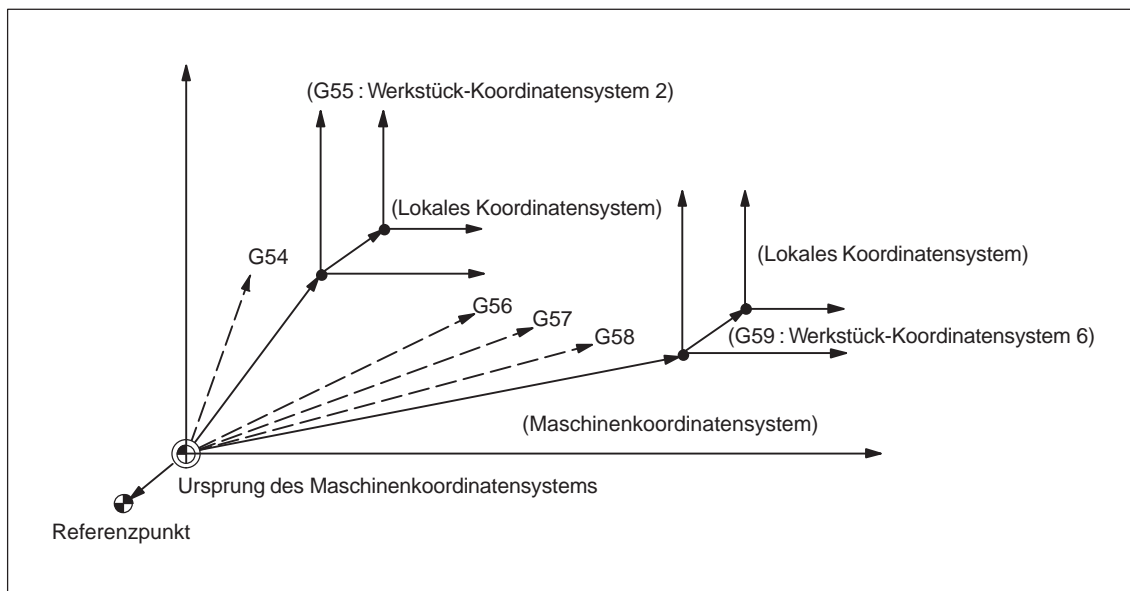 (G55 : Werkstück-Koordinatensystem 2)
(Lokales Koordinatensystem)
G54
(Lokales Koordinatensystem)
G56
G57
G58
(G59 : Werkstück-Koordinatensystem 6)
(Maschinenkoordinatensystem)
Ursprung des Maschinenkoordinatensystems
Referenzpunkt